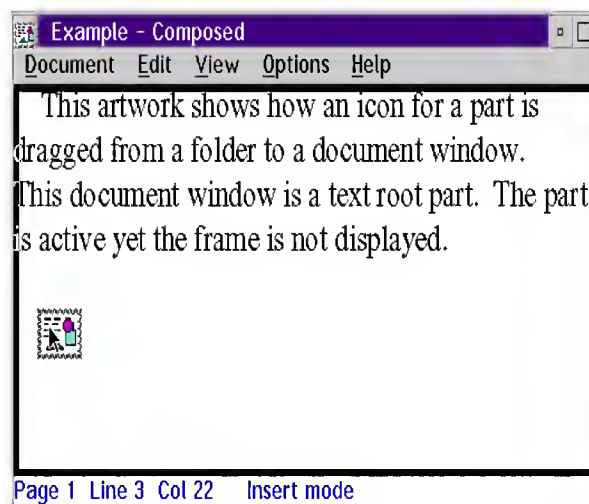 Example - Composed
Document Edit View Options Help
This artwork shows how an icon for a part is
dragged from a folder to a document window.
This document window is a text root part. The part
is active yet the frame is not displayed.
Page 1 Line 3 Col 22 Insert mode